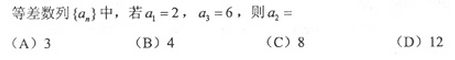 等差数列{aₙ}中，若a₁=2，a₃=6，则a₂=
（A）3 （B）4 （C）8 （D）12